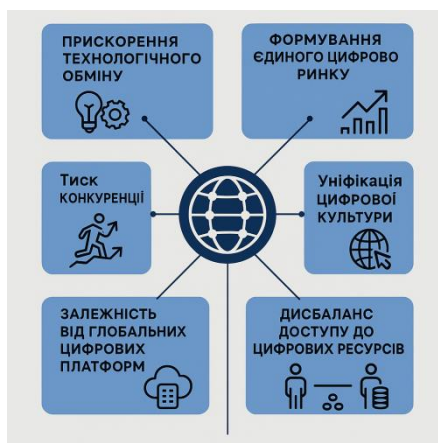 ПРИСКОРЕННЯ
ТЕХНОЛОГІЧНОГО
ОБМІНУ
ФОРМУВАННЯ
ЄДИНОГО ЦИФРОВО
РИНКУ
Тиск
КОНКУРЕНЦІЇ
Уніфікація
ЦИФРОВОЇ
КУЛЬТУРИ
ЗАЛЕЖНІСТЬ
ВІД ГЛОБАЛЬНИХ
ЦИФРОВИХ
ПЛАТФОРМ
ДИСБАЛАНС
ДОСТУПУ ДО
ЦИФРОВИХ РЕСУРСІВ